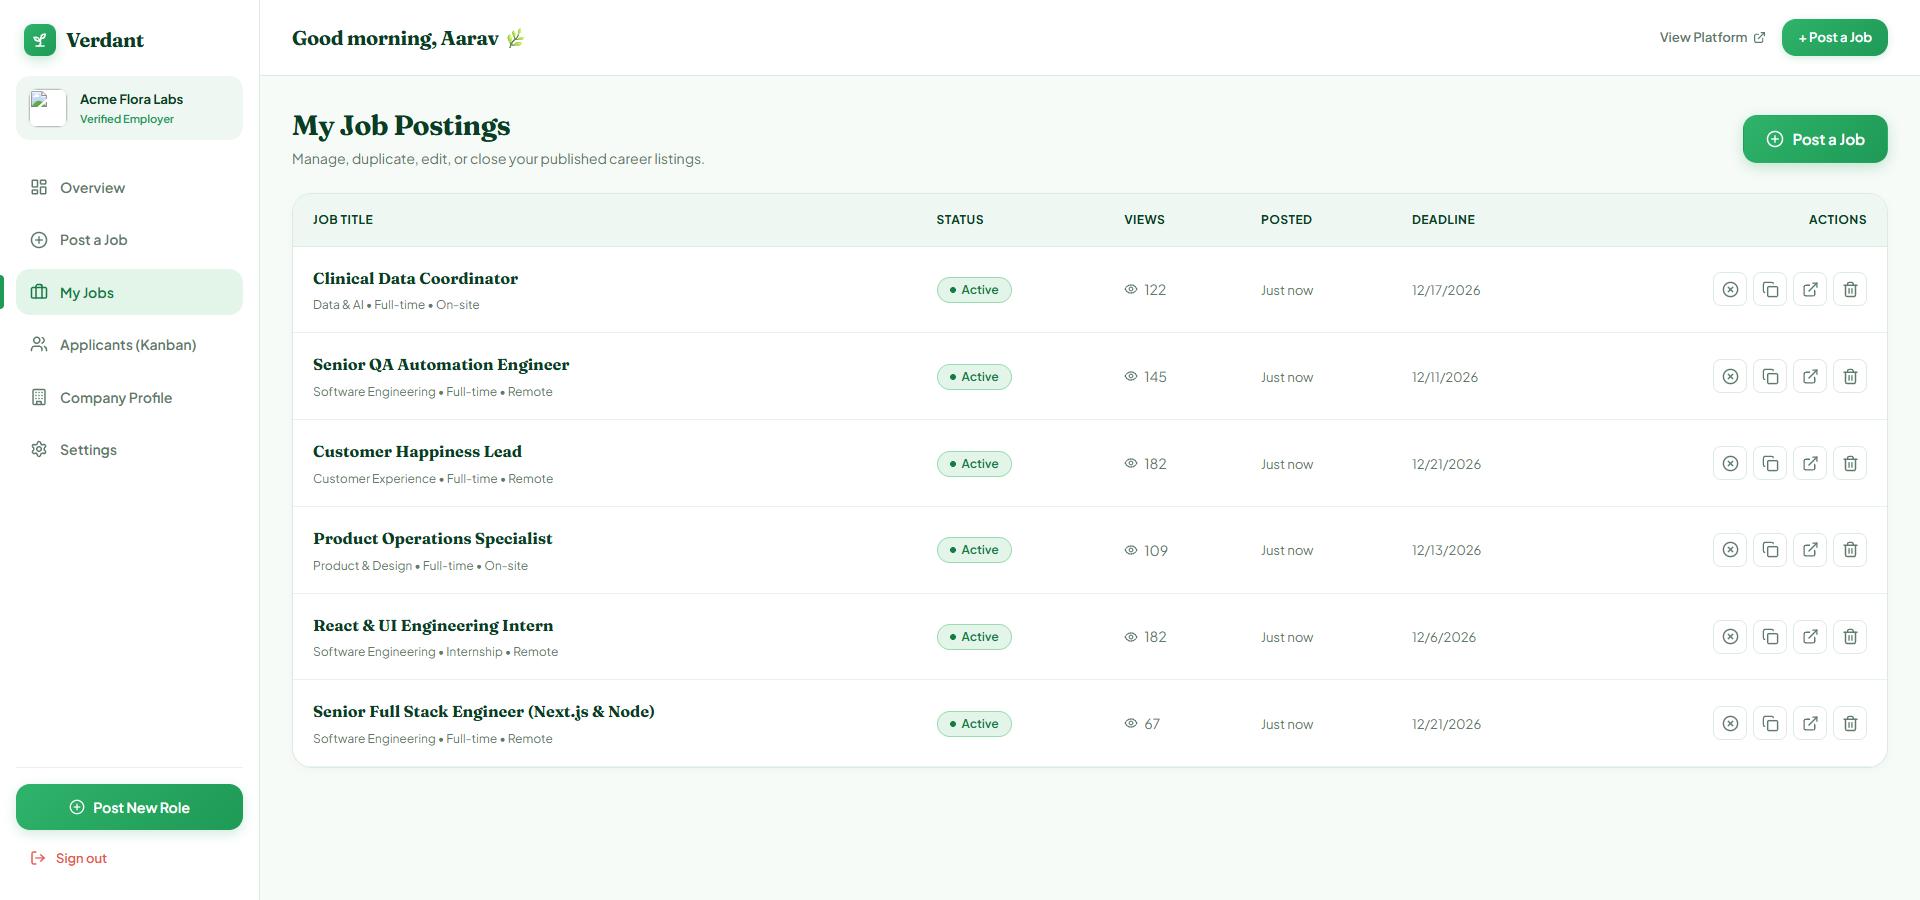 Verdant
Acme Flora Labs
Verified Employer
Overview
Post a Job
My Jobs
Applicants (Kanban)
Company Profile
Settings
Post New Role
Sign out
Good morning, Aarav 🌿
View Platform
+ Post a Job
My Job Postings
Manage, duplicate, edit, or close your published career listings.
Post a Job
JOB TITLE STATUS VIEWS POSTED DEADLINE ACTIONS
Clinical Data Coordinator
Data & AI • Full-time • On-site
Active 122 Just now 12/17/2026
Senior QA Automation Engineer
Software Engineering • Full-time • Remote
Active 145 Just now 12/11/2026
Customer Happiness Lead
Customer Experience • Full-time • Remote
Active 182 Just now 12/21/2026
Product Operations Specialist
Product & Design • Full-time • On-site
Active 109 Just now 12/13/2026
React & UI Engineering Intern
Software Engineering • Internship • Remote
Active 182 Just now 12/6/2026
Senior Full Stack Engineer (Next.js & Node)
Software Engineering • Full-time • Remote
Active 67 Just now 12/21/2026